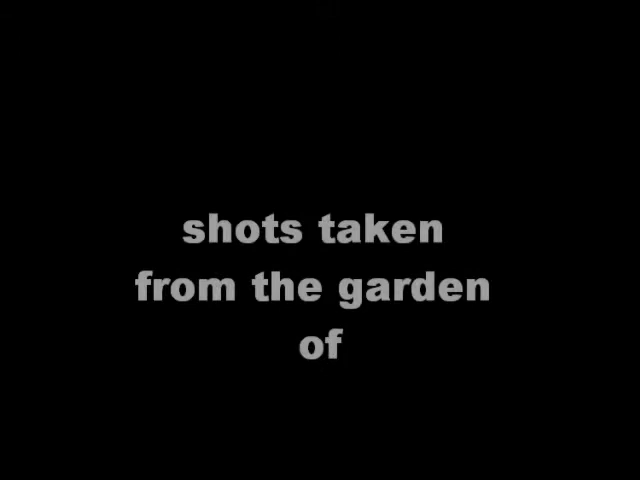 shots taken
from the garden
of